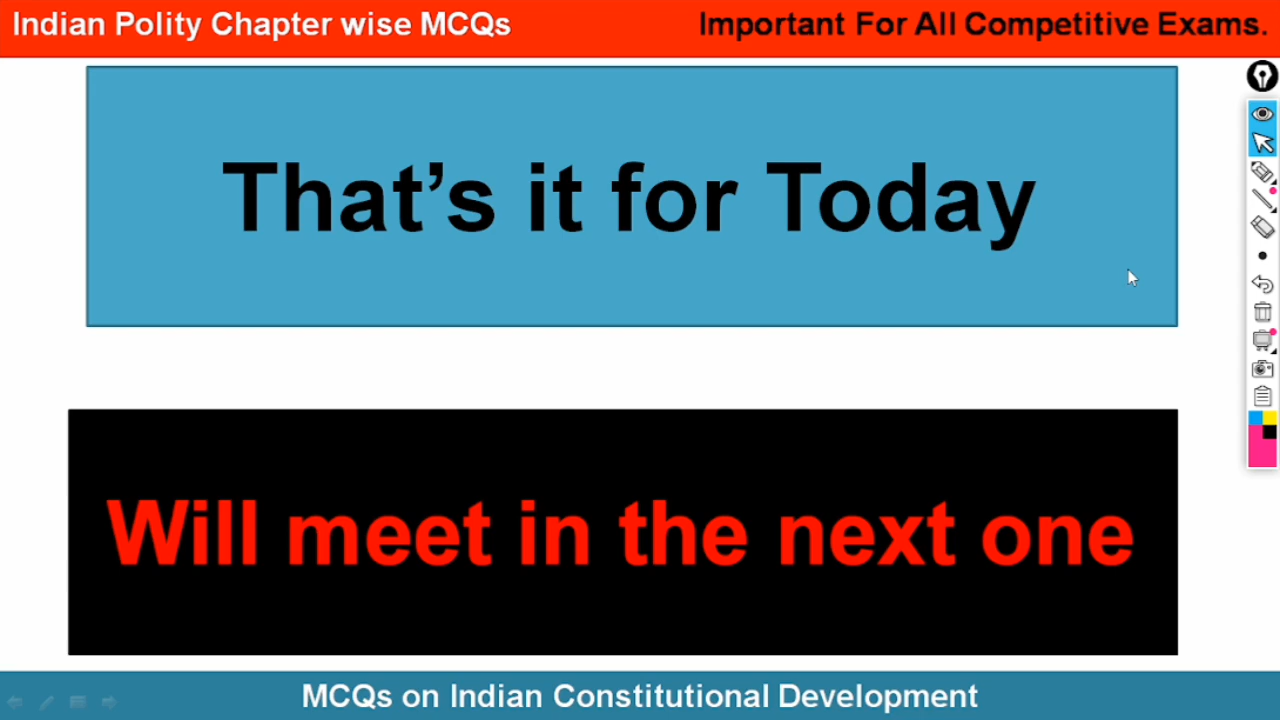 Indian Polity Chapter wise MCQs
Important For All Competitive Exams.
That’s it for Today
Will meet in the next one
MCQs on Indian Constitutional Development